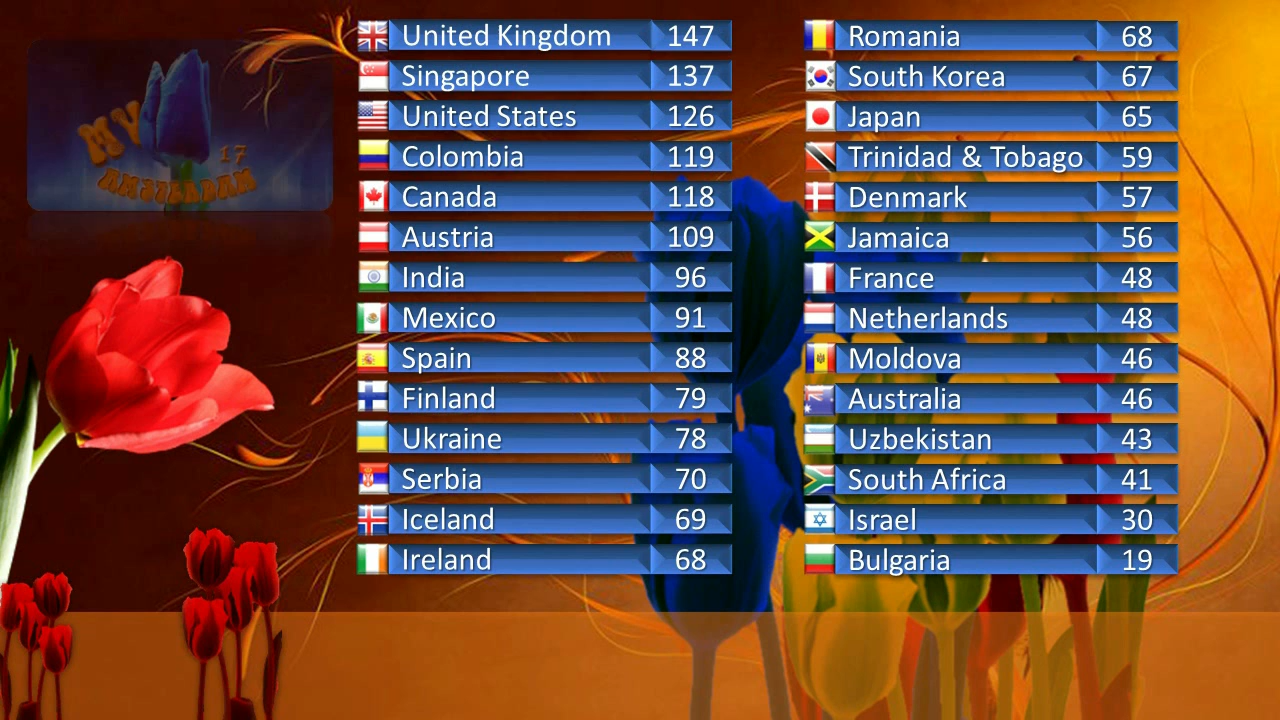 MY
17
AMSTERDAM
United Kingdom 147
Singapore 137
United States 126
Colombia 119
Canada 118
Austria 109
India 96
Mexico 91
Spain 88
Finland 79
Ukraine 78
Serbia 70
Iceland 69
Ireland 68
Romania 68
South Korea 67
Japan 65
Trinidad & Tobago 59
Denmark 57
Jamaica 56
France 48
Netherlands 48
Moldova 46
Australia 46
Uzbekistan 43
South Africa 41
Israel 30
Bulgaria 19